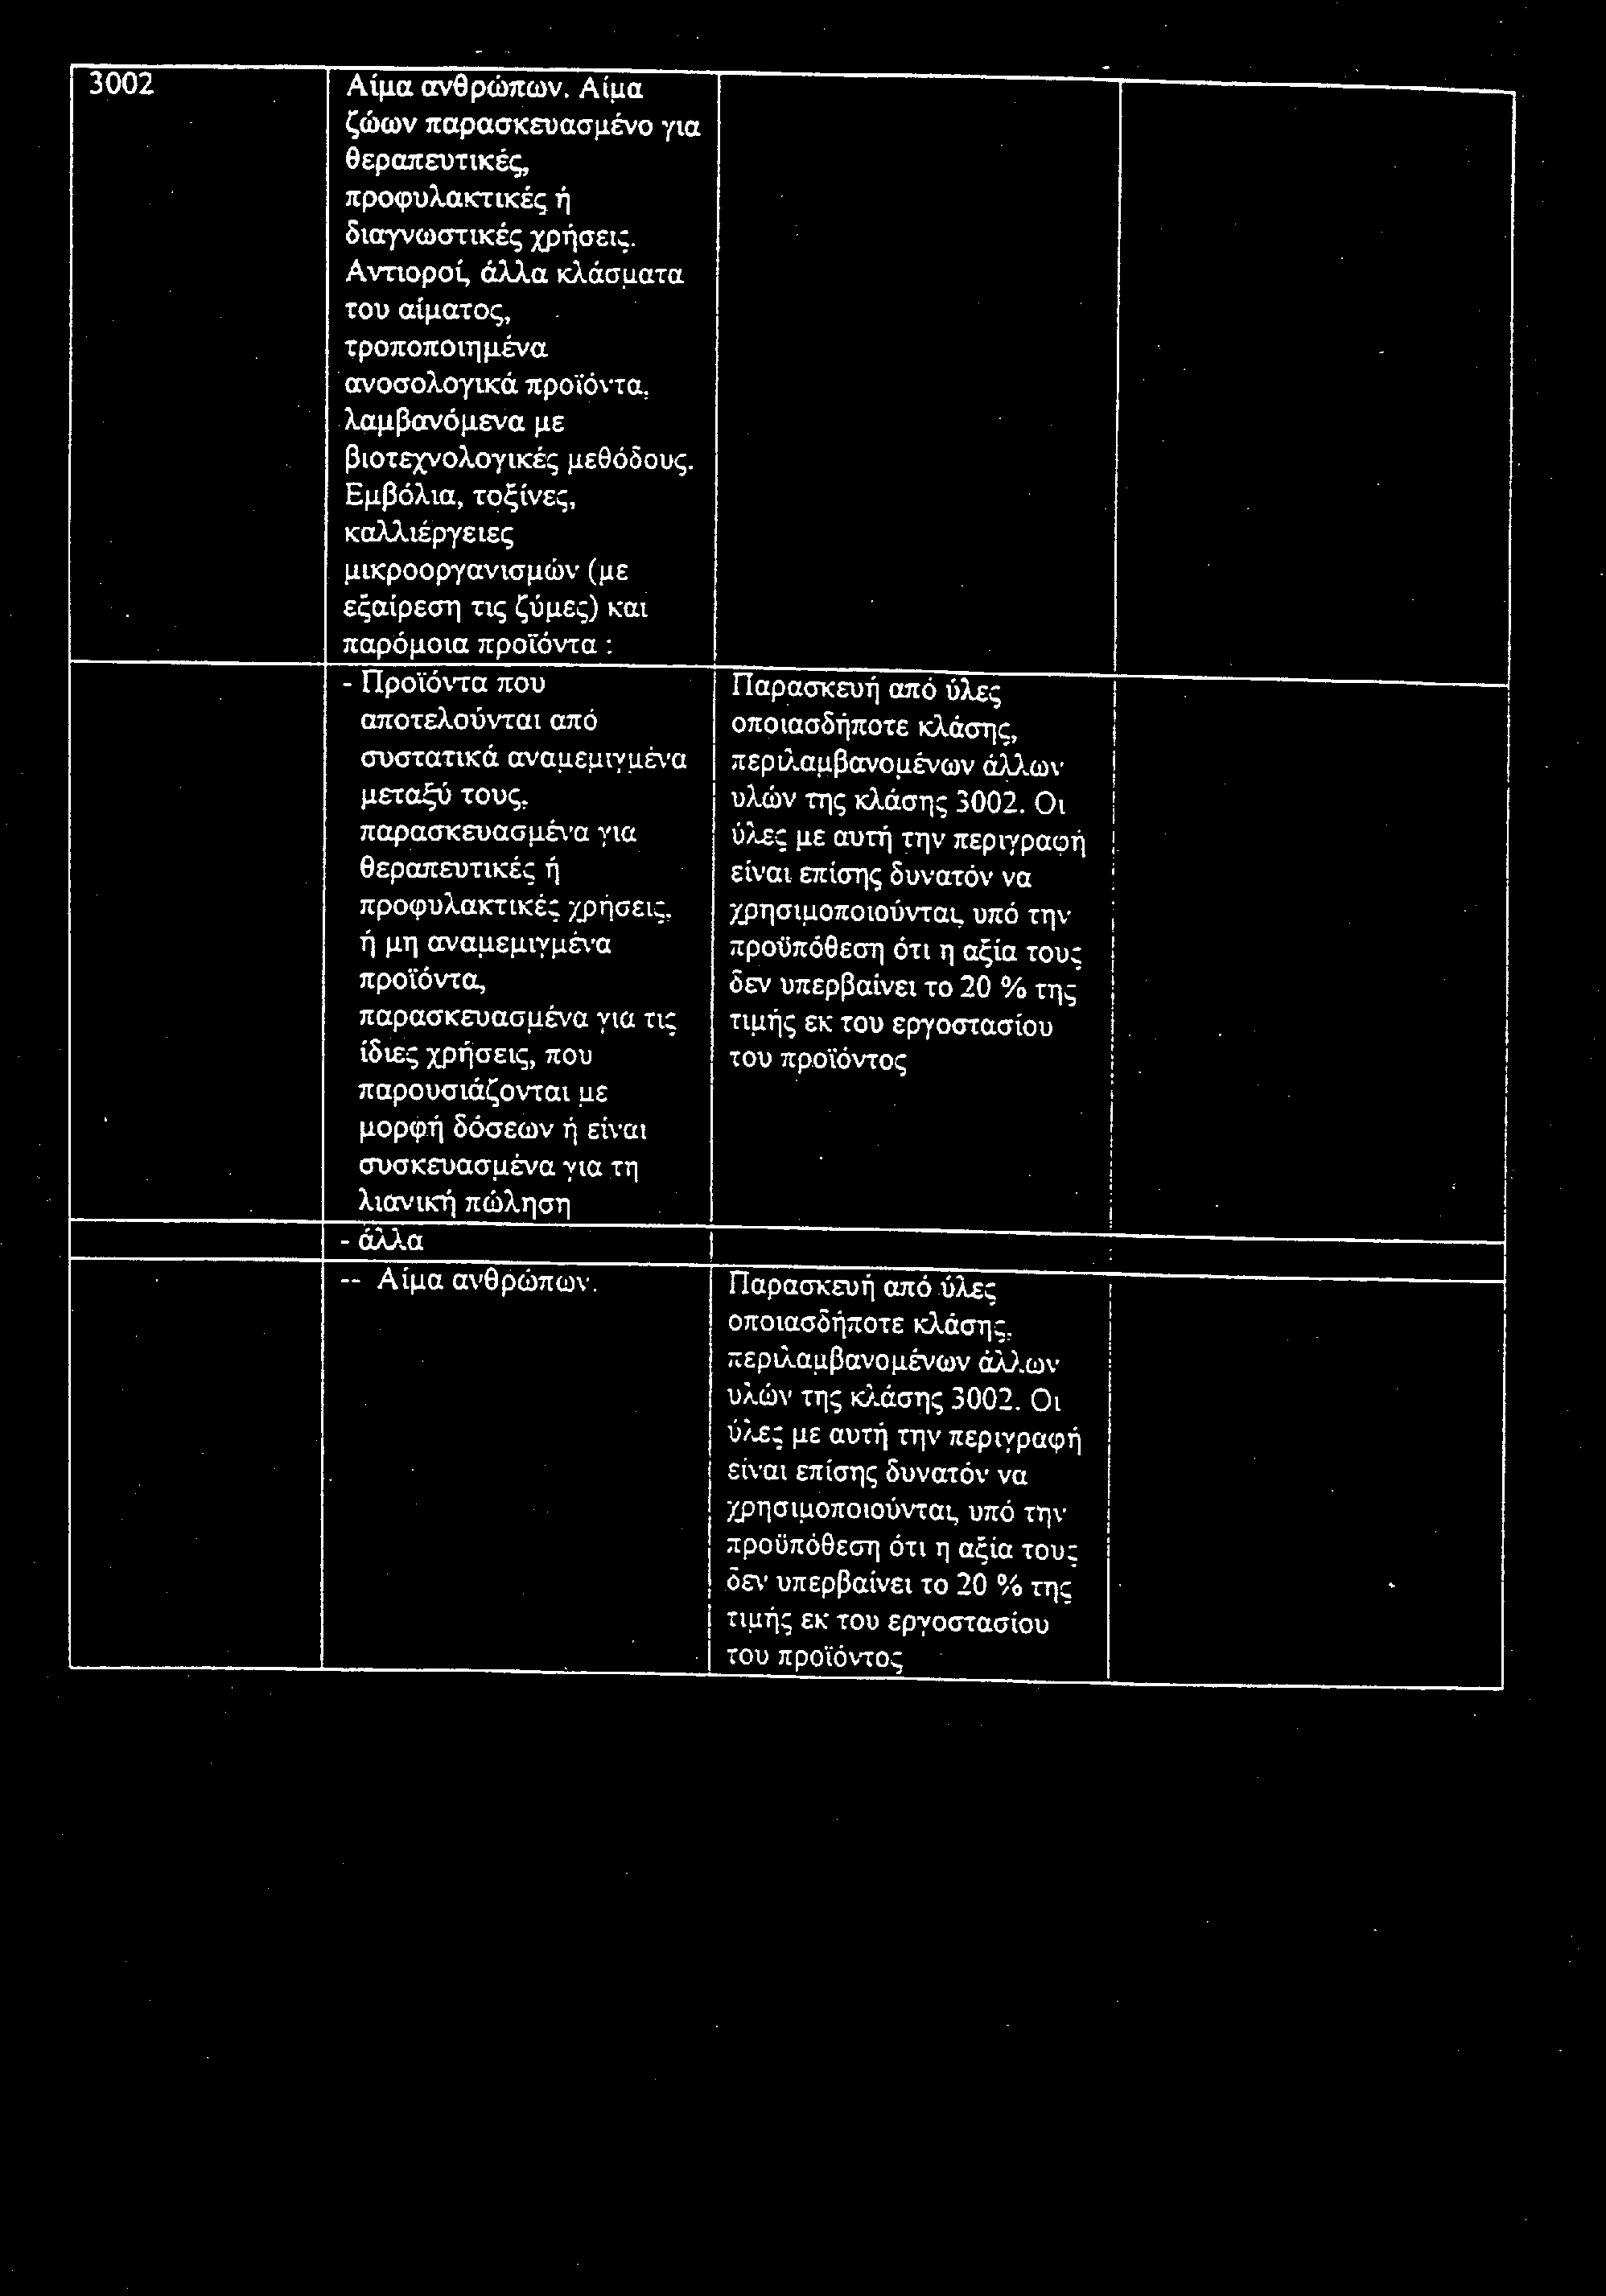 3002
Αίμα ανθρώπων. Αίμα
ζώων παρασκευασμένο για
θεραπευτικές,
προφυλακτικές ή
διαγνωστικές χρήσεις.
Αντιοροί, άλλα κλάσματα
του αίματος,
τροποποιημένα
ανοσολογικά προϊόντα,
λαμβανόμενα με
βιοτεχνολογικές μεθόδους.
Εμβόλια, τοξίνες,
καλλιέργειες
μικροοργανισμών (με
εξαίρεση τις ζύμες) και
παρόμοια προϊόντα :
- Προϊόντα που
αποτελούνται από
συστατικά αναμεμιγμένα
μεταξύ τους,
παρασκευασμένα για
θεραπευτικές ή
προφυλακτικές χρήσεις,
ή μη αναμεμιγμένα
προϊόντα,
παρασκευασμένα για τις
ίδιες χρήσεις, που
παρουσιάζονται με
μορφή δόσεων ή είναι
συσκευασμένα για τη
λιανική πώληση
Παρασκευή από ύλες
οποιασδήποτε κλάσης,
περιλαμβανομένων άλλων
υλών της κλάσης 3002. Οι
ύλες με αυτή την περιγραφή
είναι επίσης δυνατόν να
χρησιμοποιούνται, υπό την
προϋπόθεση ότι η αξία τους
δεν υπερβαίνει το 20 % της
τιμής εκ του εργοστασίου
του προϊόντος
- άλλα
-- Αίμα ανθρώπων.
Παρασκευή από ύλες
οποιασδήποτε κλάσης,
περιλαμβανομένων άλλων
υλών της κλάσης 3002. Οι
ύλες με αυτή την περιγραφή
είναι επίσης δυνατόν να
χρησιμοποιούνται, υπό την
προϋπόθεση ότι η αξία τους
δεν υπερβαίνει το 20 % της
τιμής εκ του εργοστασίου
του προϊόντος